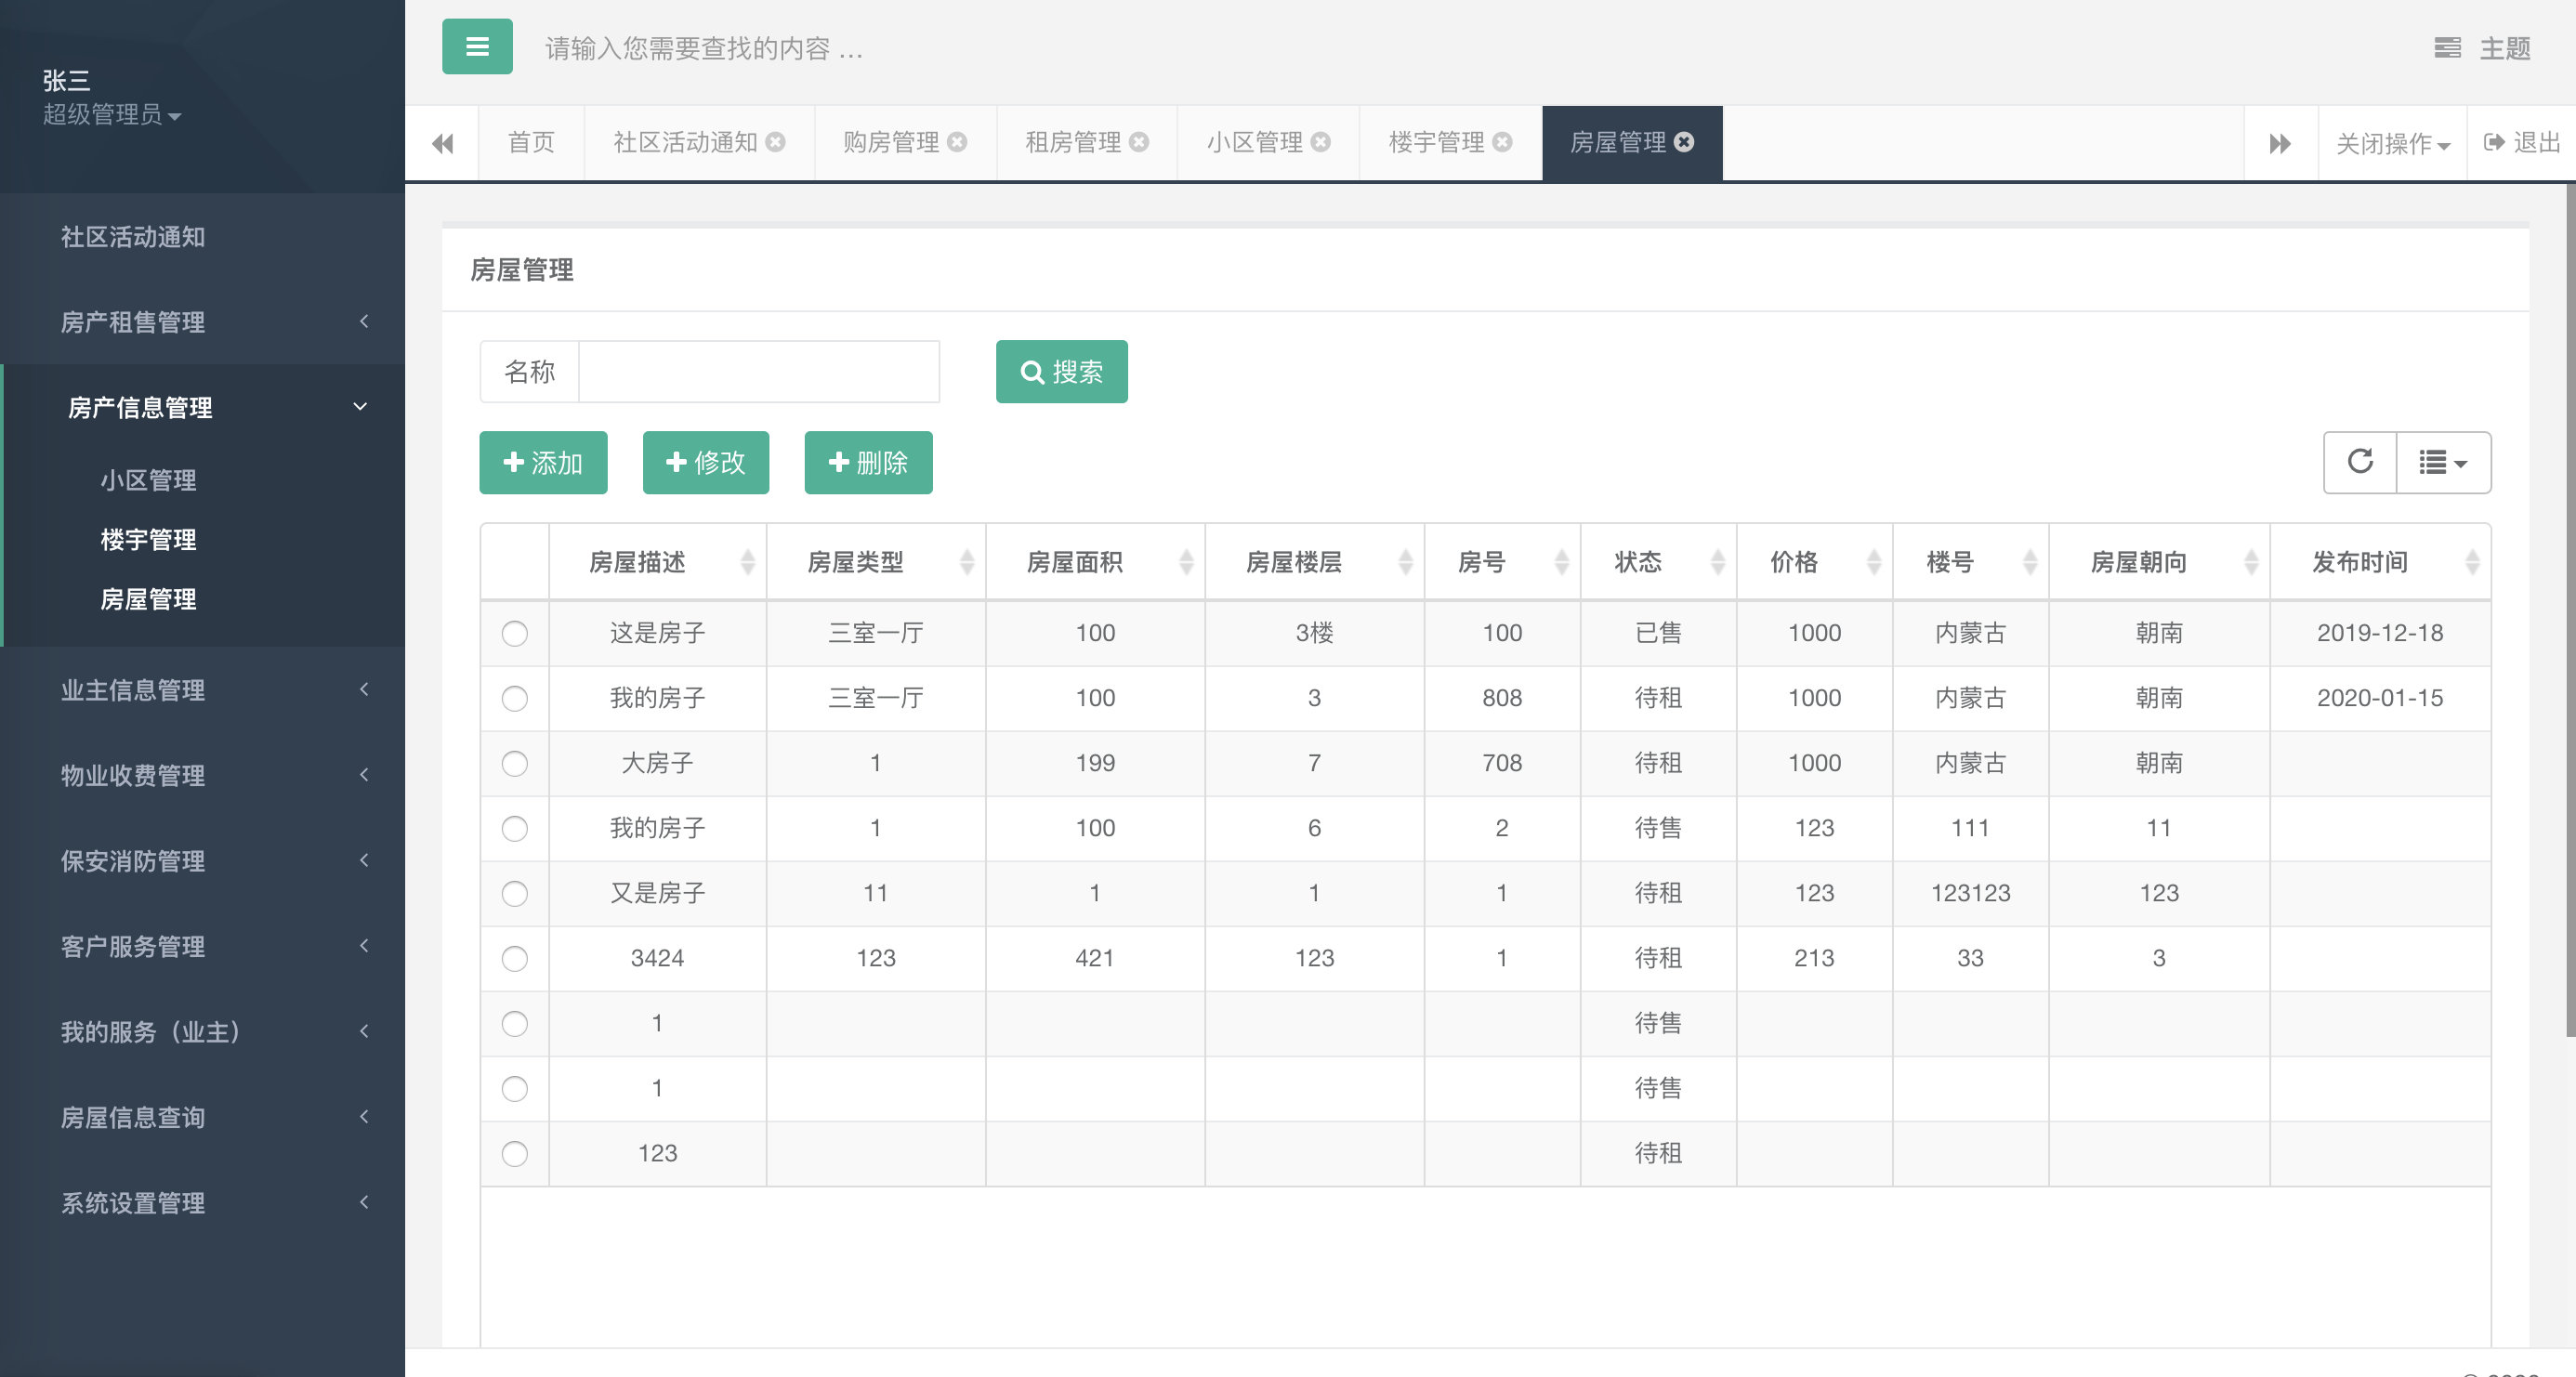 张三
超级管理员
社区活动通知
房产租售管理
房产信息管理
小区管理
楼宇管理
房屋管理
业主信息管理
物业收费管理
保安消防管理
客户服务管理
我的服务（业主）
房屋信息查询
系统设置管理
请输入您需要查找的内容 …
主题
首页 社区活动通知 购房管理 租房管理 小区管理 楼宇管理 房屋管理 关闭操作 退出
房屋管理
名称 搜索
添加 修改 删除
房屋描述 房屋类型 房屋面积 房屋楼层 房号 状态 价格 楼号 房屋朝向 发布时间
这是房子 三室一厅 100 3楼 100 已售 1000 内蒙古 朝南 2019-12-18
我的房子 三室一厅 100 3 808 待租 1000 内蒙古 朝南 2020-01-15
大房子 1 199 7 708 待租 1000 内蒙古 朝南
我的房子 1 100 6 2 待售 123 111 11
又是房子 11 1 1 1 待租 123 123123 123
3424 123 421 123 1 待租 213 33 3
1 待售
1 待售
123 待租